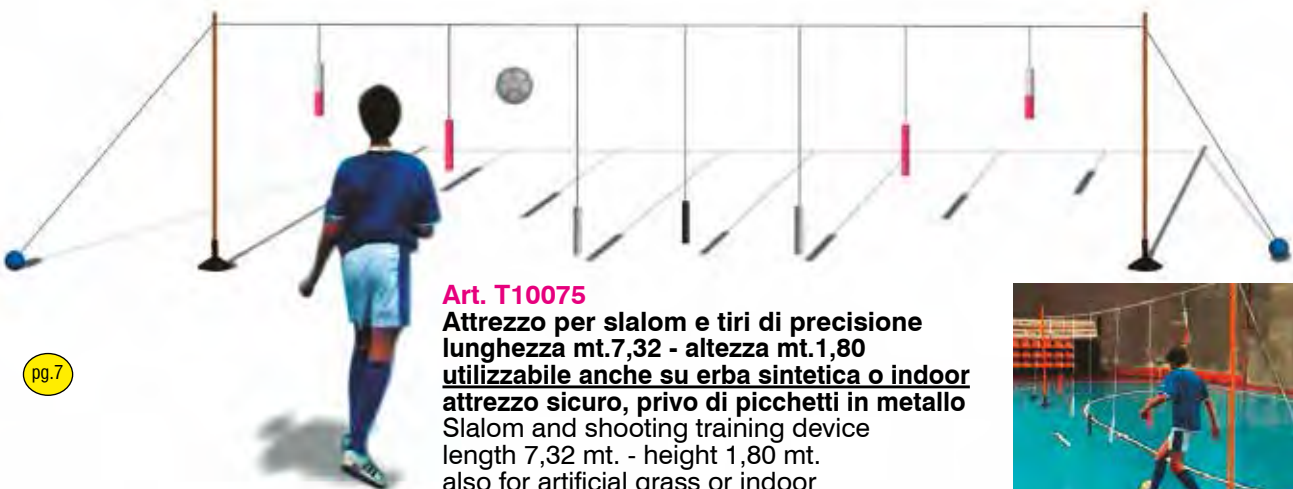 Art. T10075
Attrezzo per slalom e tiri di precisione
lunghezza mt.7,32 - altezza mt.1,80
utilizzabile anche su erba sintetica o indoor
attrezzo sicuro, privo di picchetti in metallo
Slalom and shooting training device
length 7,32 mt. - height 1,80 mt.
also for artificial grass or indoor
pg.7